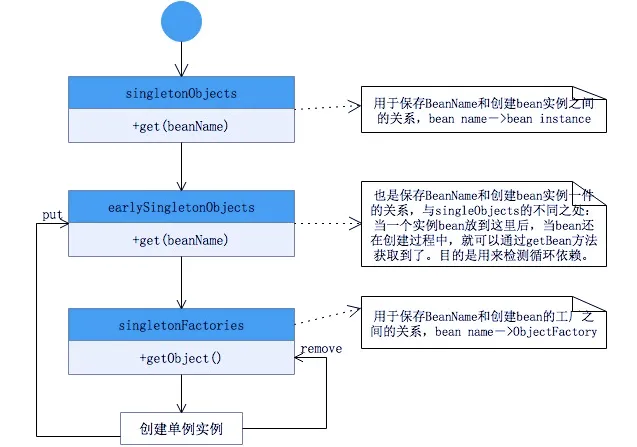 singletonObjects
+get(beanName)
用于保存BeanName和创建bean实例之间
的关系，bean name—>bean instance
put
earlySingletonObjects
+get(beanName)
也是保存BeanName和创建bean实例一件
的关系，与singleObjects的不同之处：
当一个实例bean放到这里后，当bean还
在创建过程中，就可以通过getBean方法
获取到了。目的是用来检测循环依赖。
singletonFactories
+getObject()
用于保存BeanName和创建bean的工厂之
间的关系，bean name—>ObjectFactory
remove
创建单例实例